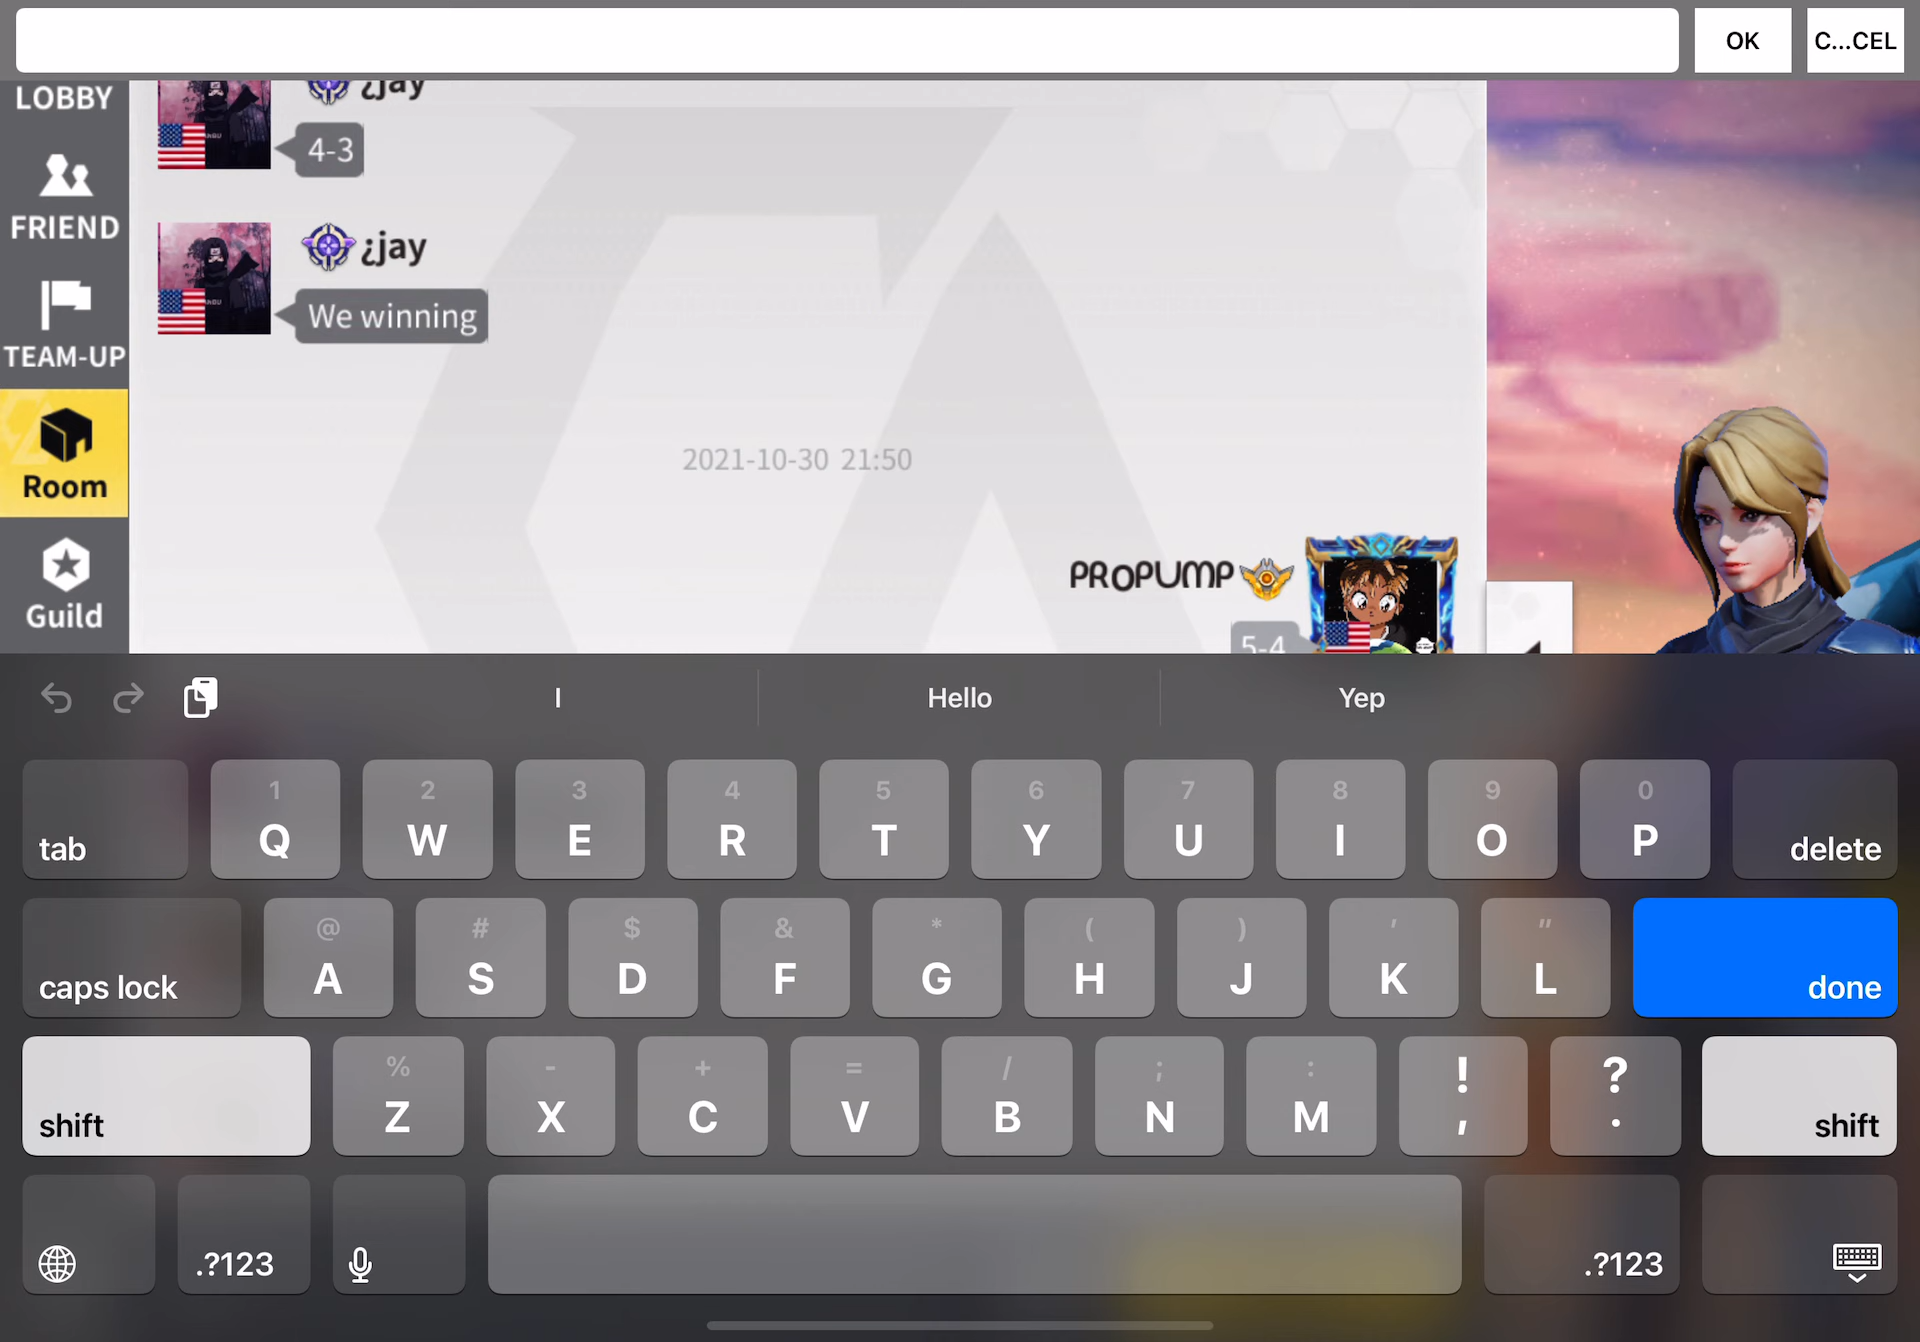 OK
C...CEL
LOBBY
¿jay
4-3
FRIEND
¿jay
We winning
TEAM-UP
Room
2021-10-30 21:50
Guild
PROPUMP
5-4
I
Hello
Yep
1 2 3 4 5 6 7 8 9 0
tab Q W E R T Y U I O P delete
@ # $ & * ( ) ' "
caps lock A S D F G H J K L done
% - + = / ; : ! ?
shift Z X C V B N M , . shift
.?123
.?123